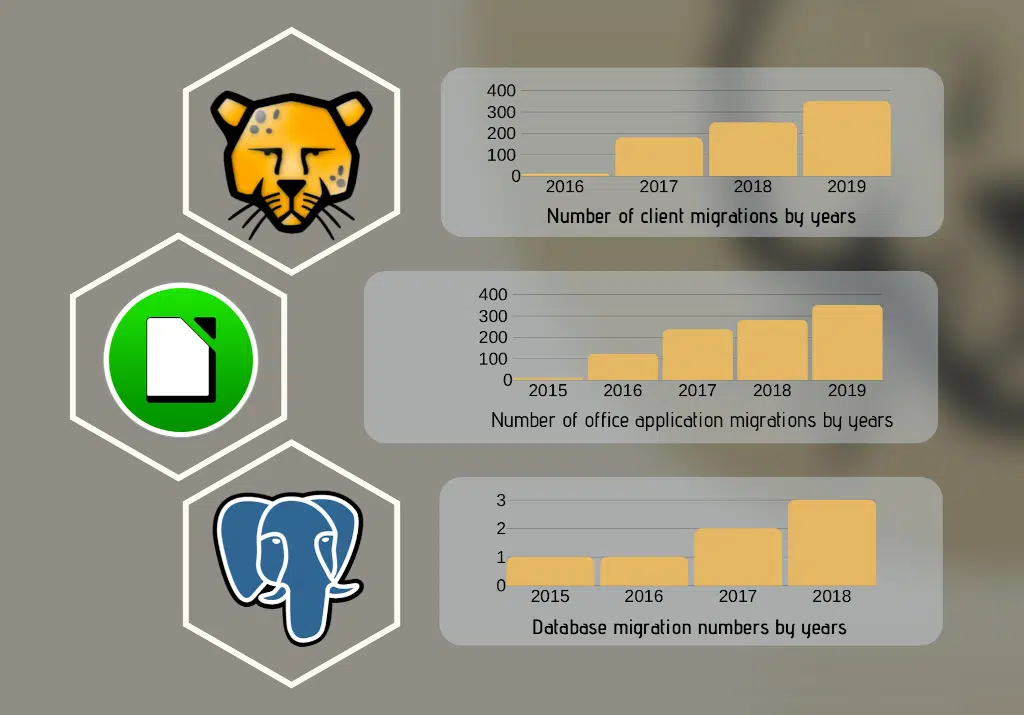 400
300
200
100
0
2016 2017 2018 2019
Number of client migrations by years
400
300
200
100
0
2015 2016 2017 2018 2019
Number of office application migrations by years
3
2
1
0
2015 2016 2017 2018
Database migration numbers by years